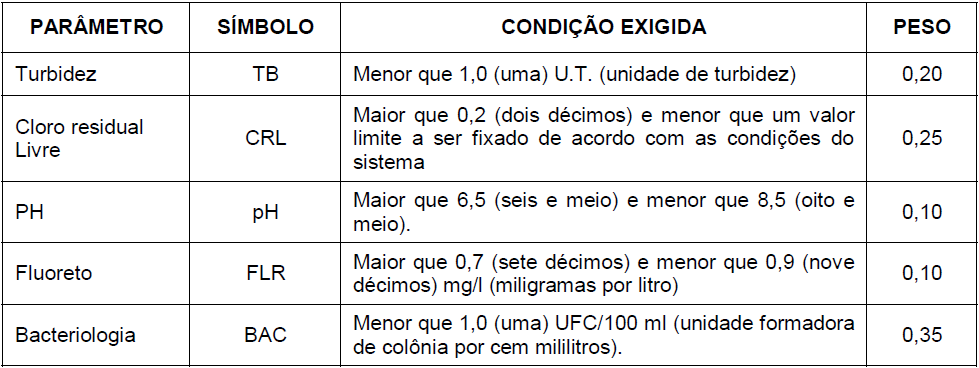 PARÂMETRO SÍMBOLO CONDIÇÃO EXIGIDA PESO
Turbidez TB Menor que 1,0 (uma) U.T. (unidade de turbidez) 0,20
Cloro residual
Livre
CRL
Maior que 0,2 (dois décimos) e menor que um valor
limite a ser fixado de acordo com as condições do
sistema
0,25
PH
pH
Maior que 6,5 (seis e meio) e menor que 8,5 (oito e
meio).
0,10
Fluoreto
FLR
Maior que 0,7 (sete décimos) e menor que 0,9 (nove
décimos) mg/l (miligramas por litro)
0,10
Bacteriologia
BAC
Menor que 1,0 (uma) UFC/100 ml (unidade formadora
de colônia por cem mililitros).
0,35